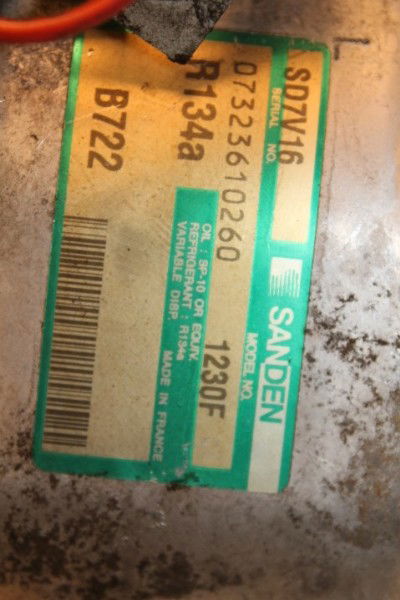 SANDEN
MODEL NO.
SD7V16
1230F
SERIAL NO.
07323610260
R134a
OIL : SP-10 OR EQUIV.
REFRIGERANT : R134a
VARIABLE DISP.
MADE IN FRANCE
B722